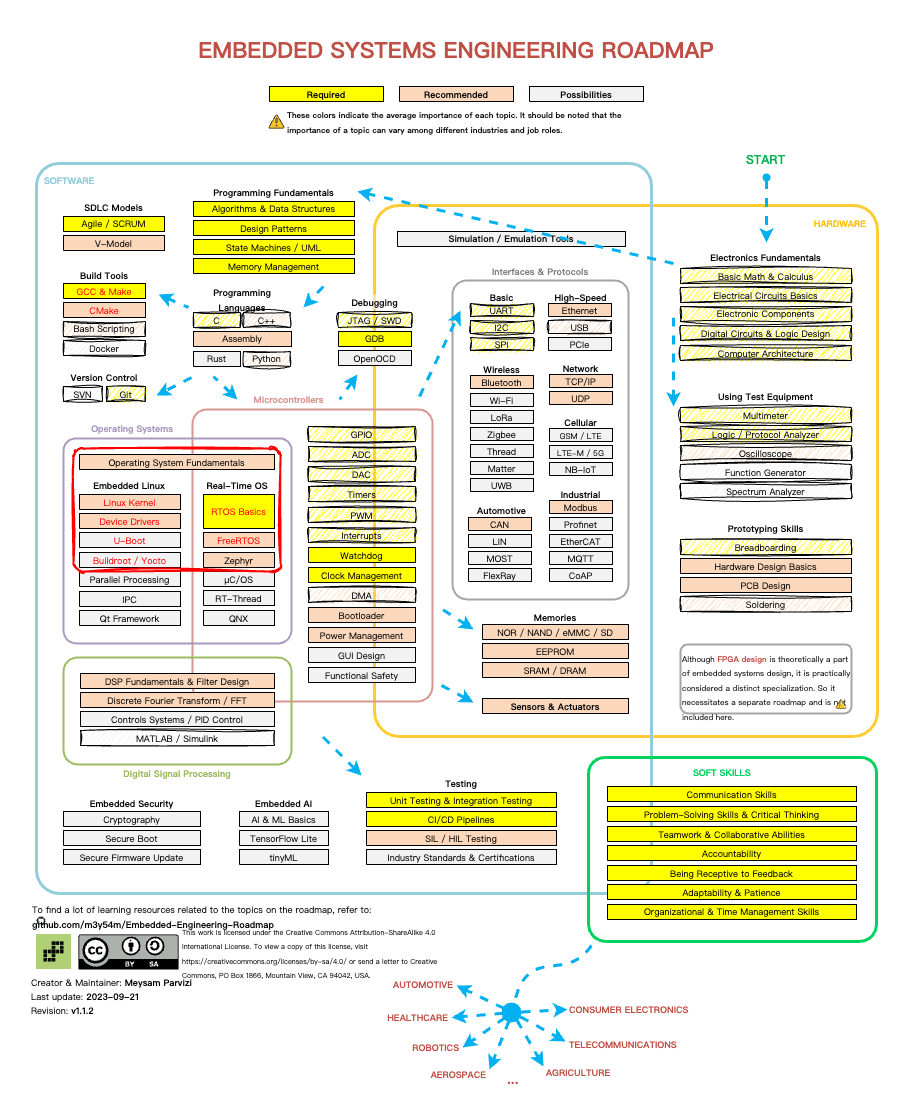 EMBEDDED SYSTEMS ENGINEERING ROADMAP
Required
Recommended
Possibilities
These colors indicate the average importance of each topic. It should be noted that the
importance of a topic can vary among different industries and job roles.
START
SOFTWARE
SDLC Models
Agile / SCRUM
V-Model
Build Tools
GCC & Make
CMake
Bash Scripting
Docker
Version Control
SVN
Git
Programming Fundamentals
Algorithms & Data Structures
Design Patterns
State Machines / UML
Memory Management
Programming
Languages
C
C++
Assembly
Rust
Python
Debugging
JTAG / SWD
GDB
OpenOCD
HARDWARE
Simulation / Emulation Tools
Interfaces & Protocols
Basic
UART
I2C
SPI
High-Speed
Ethernet
USB
PCIe
Wireless
Bluetooth
Wi-Fi
LoRa
Zigbee
Thread
Matter
UWB
Network
TCP/IP
UDP
Cellular
GSM / LTE
LTE-M / 5G
NB-IoT
Automotive
CAN
LIN
MOST
FlexRay
Industrial
Modbus
Profinet
EtherCAT
MQTT
CoAP
Electronics Fundamentals
Basic Math & Calculus
Electrical Circuits Basics
Electronic Components
Digital Circuits & Logic Design
Computer Architecture
Using Test Equipment
Multimeter
Logic / Protocol Analyzer
Oscilloscope
Function Generator
Spectrum Analyzer
Prototyping Skills
Breadboarding
Hardware Design Basics
PCB Design
Soldering
Although FPGA design is theoretically a part
of embedded systems design, it is practically
considered a distinct specialization. So it
necessitates a separate roadmap and is not
included here.
Microcontrollers
GPIO
ADC
DAC
Timers
PWM
Interrupts
Watchdog
Clock Management
DMA
Bootloader
Power Management
GUI Design
Functional Safety
Operating Systems
Operating System Fundamentals
Embedded Linux
Linux Kernel
Device Drivers
U-Boot
Buildroot / Yocto
Parallel Processing
IPC
Qt Framework
Real-Time OS
RTOS Basics
FreeRTOS
Zephyr
µC/OS
RT-Thread
QNX
Memories
NOR / NAND / eMMC / SD
EEPROM
SRAM / DRAM
Sensors & Actuators
DSP Fundamentals & Filter Design
Discrete Fourier Transform / FFT
Controls Systems / PID Control
MATLAB / Simulink
Digital Signal Processing
Embedded Security
Cryptography
Secure Boot
Secure Firmware Update
Embedded AI
AI & ML Basics
TensorFlow Lite
tinyML
Testing
Unit Testing & Integration Testing
CI/CD Pipelines
SIL / HIL Testing
Industry Standards & Certifications
SOFT SKILLS
Communication Skills
Problem-Solving Skills & Critical Thinking
Teamwork & Collaborative Abilities
Accountability
Being Receptive to Feedback
Adaptability & Patience
Organizational & Time Management Skills
To find a lot of learning resources related to the topics on the roadmap, refer to:
github.com/m3y54m/Embedded-Engineering-Roadmap
CC
BY SA
This work is licensed under the Creative Commons Attribution-ShareAlike 4.0
International License. To view a copy of this license, visit
https://creativecommons.org/licenses/by-sa/4.0/ or send a letter to Creative
Commons, PO Box 1866, Mountain View, CA 94042, USA.
Creator & Maintainer: Meysam Parvizi
Last update: 2023-09-21
Revision: v1.1.2
AUTOMOTIVE
HEALTHCARE
ROBOTICS
AEROSPACE
...
AGRICULTURE
TELECOMMUNICATIONS
CONSUMER ELECTRONICS